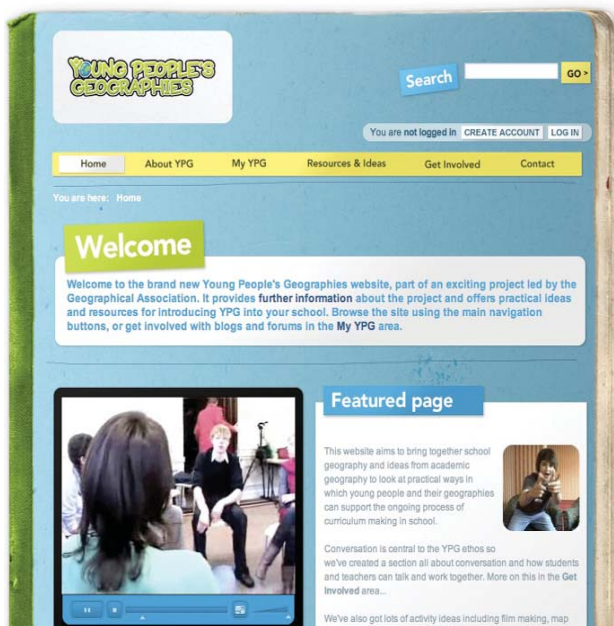 YOUNG PEOPLE'S
GEOGRAPHIES
Search
GO >
You are not logged in CREATE ACCOUNT LOG IN
Home About YPG My YPG Resources & Ideas Get Involved Contact
You are here: Home
Welcome
Welcome to the brand new Young People's Geographies website, part of an exciting project led by the
Geographical Association. It provides further information about the project and offers practical ideas
and resources for introducing YPG into your school. Browse the site using the main navigation
buttons, or get involved with blogs and forums in the My YPG area.
Featured page
This website aims to bring together school
geography and ideas from academic
geography to look at practical ways in
which young people and their geographies
can support the ongoing process of
curriculum making in school.
Conversation is central to the YPG ethos so
we've created a section all about conversation and how students
and teachers can talk and work together. More on this in the Get
Involved area...
We've also got lots of activity ideas including film making, map